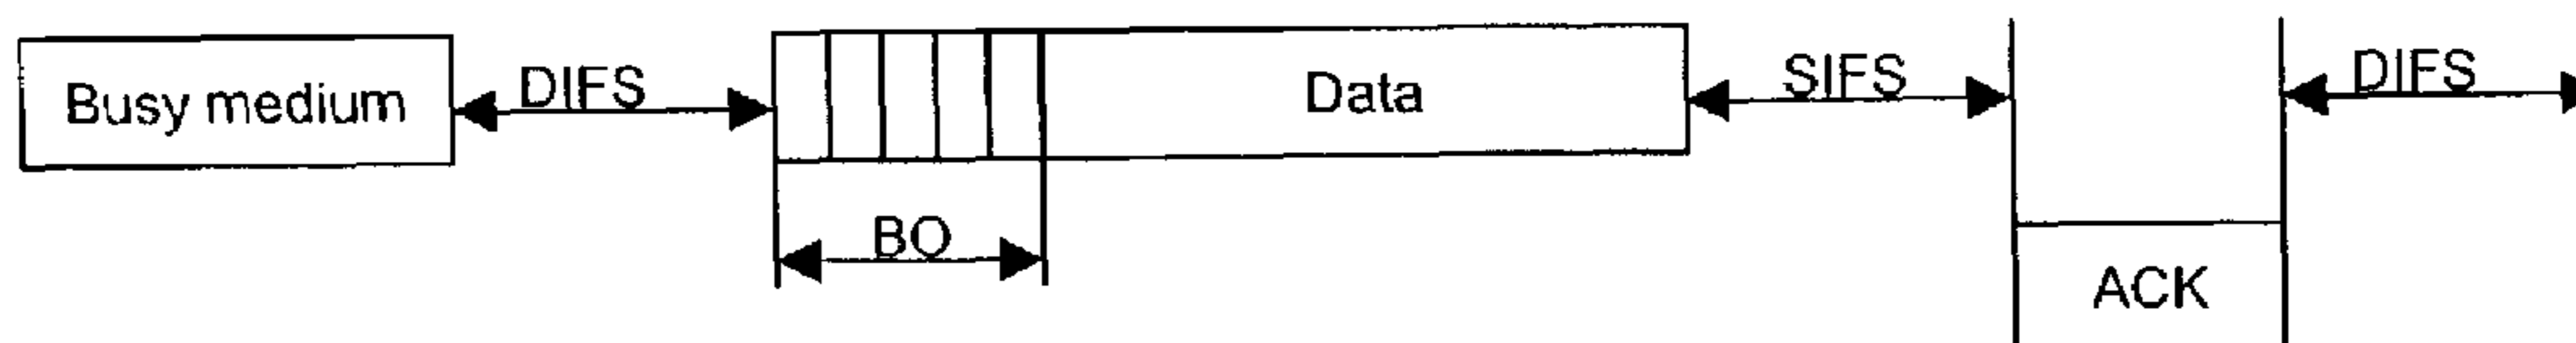 Busy medium
DIFS
Data
SIFS
DIFS
BO
ACK